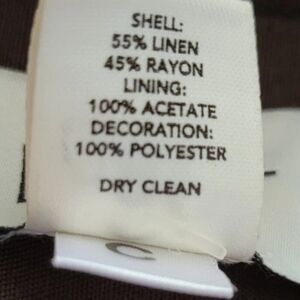 SHELL:
55% LINEN
45% RAYON
LINING:
100% ACETATE
DECORATION:
100% POLYESTER
DRY CLEAN
C